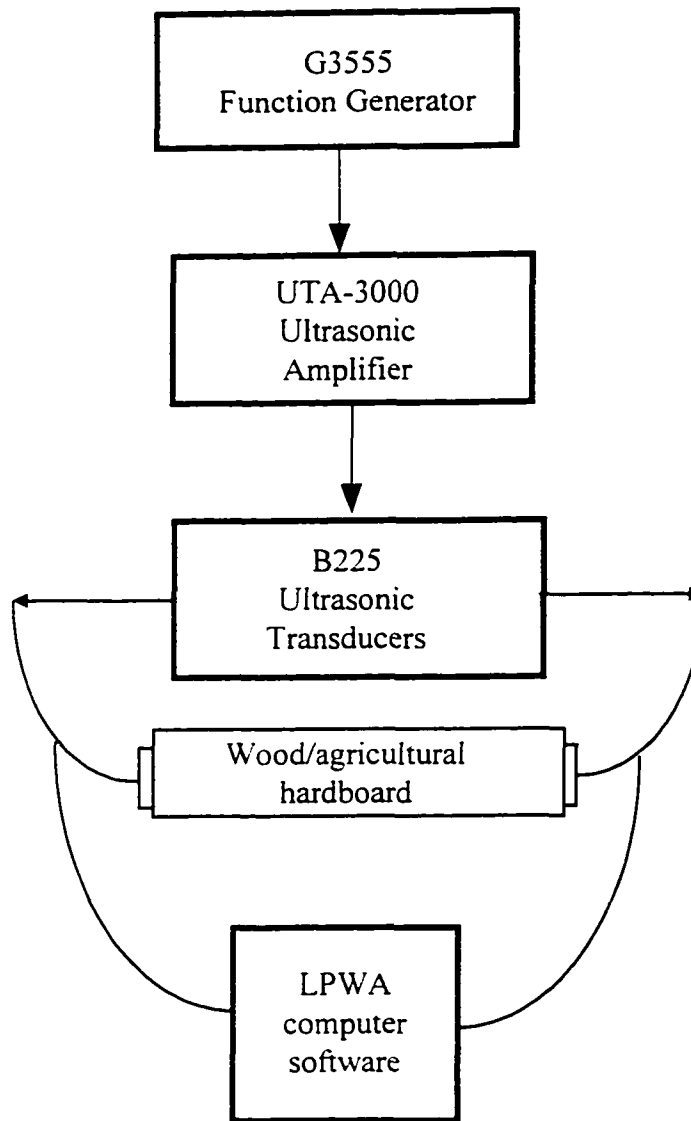 G3555
Function Generator
UTA-3000
Ultrasonic
Amplifier
B225
Ultrasonic
Transducers
Wood/agricultural
hardboard
LPWA
computer
software